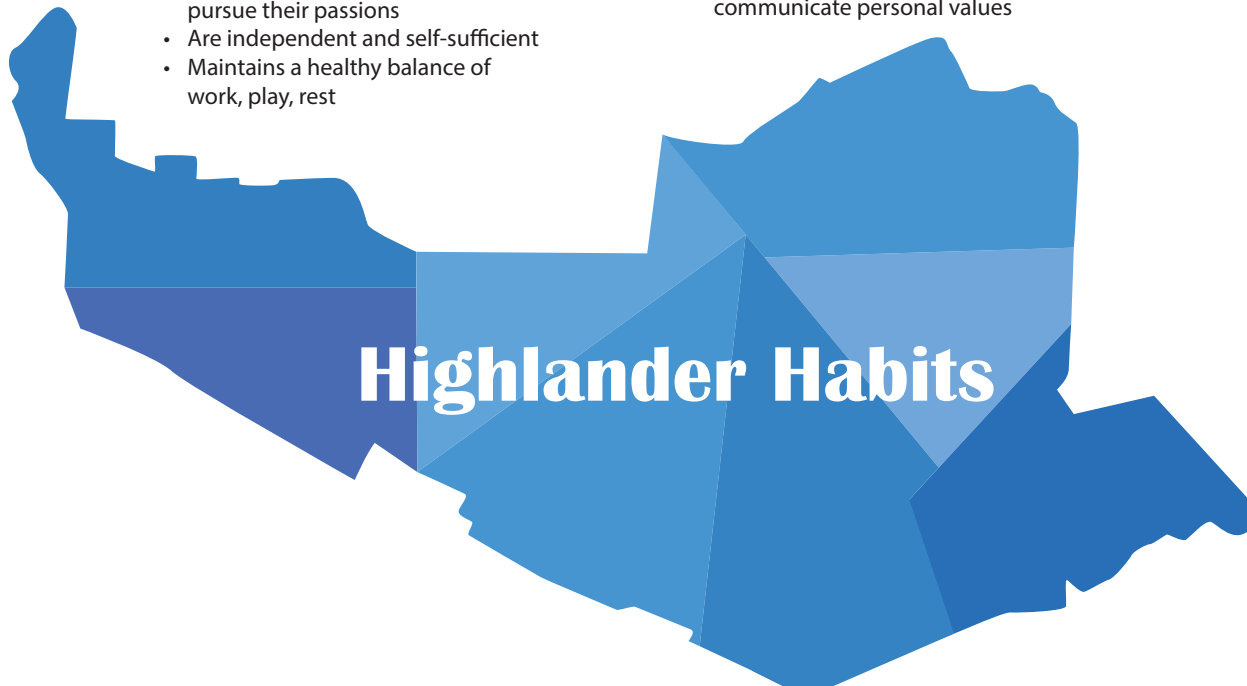 pursue their passions
• Are independent and self-sufficient
• Maintains a healthy balance of
work, play, rest
communicate personal values
Highlander Habits